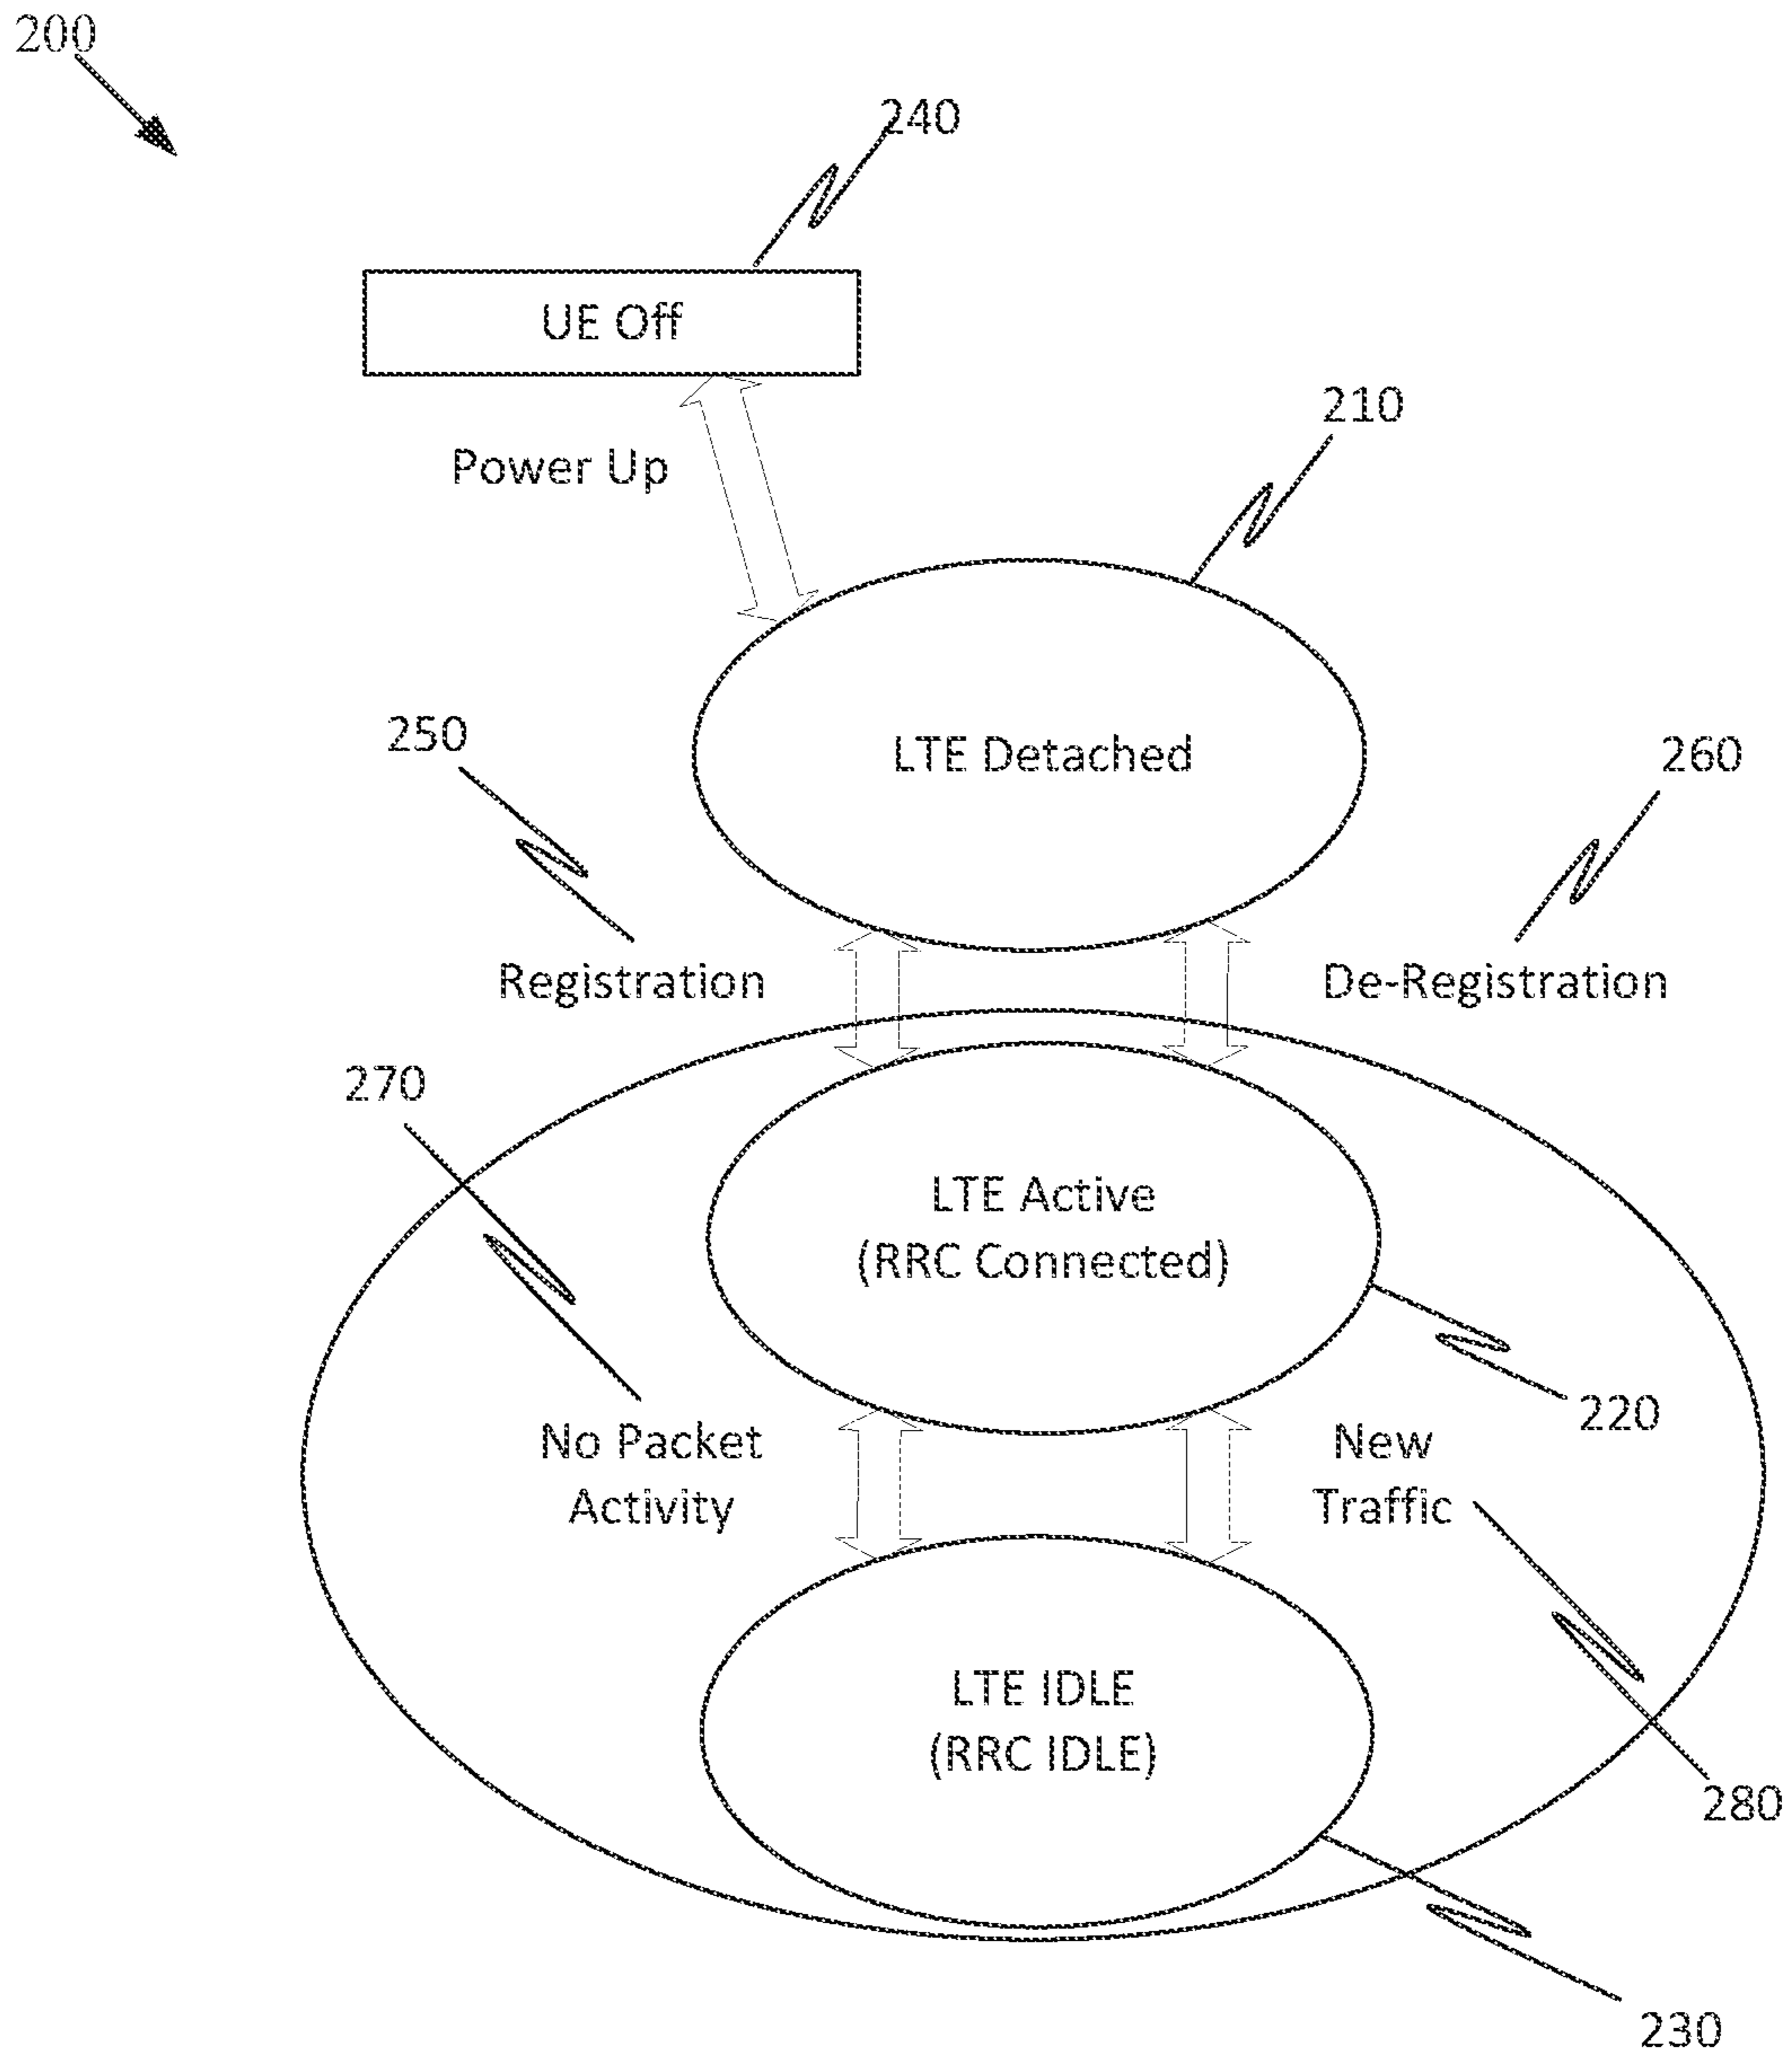 200
240
UE Off
210
Power Up
250
LTE Detached
260
Registration
De-Registration
270
LTE Active
(RRC Connected)
220
No Packet
Activity
New
Traffic
LTE IDLE
(RRC IDLE)
280
230